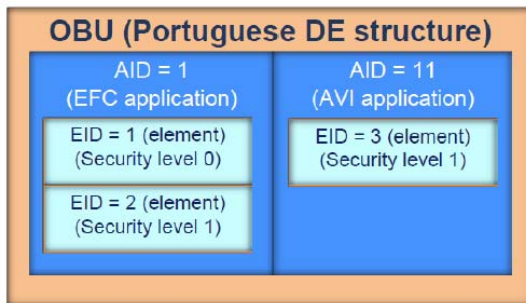 OBU (Portuguese DE structure)
AID = 1
(EFC application)
EID = 1 (element)
(Security level 0)
EID = 2 (element)
(Security level 1)
AID = 11
(AVI application)
EID = 3 (element)
(Security level 1)